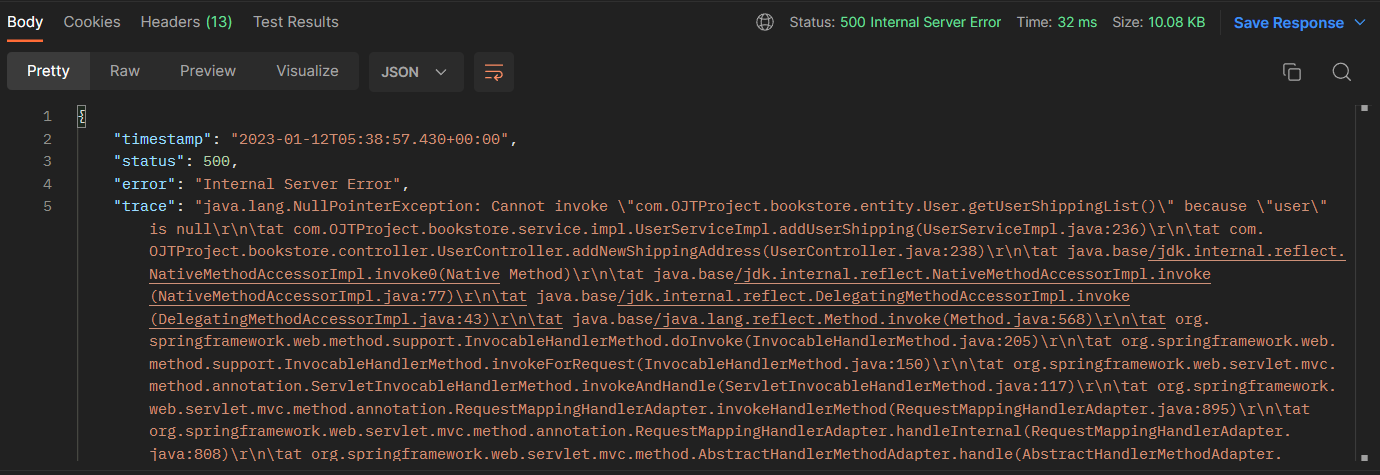 Body Cookies Headers (13) Test Results Status: 500 Internal Server Error Time: 32 ms Size: 10.08 KB Save Response
Pretty Raw Preview Visualize JSON
1 {
2 "timestamp": "2023-01-12T05:38:57.430+00:00",
3 "status": 500,
4 "error": "Internal Server Error",
5 "trace": "java.lang.NullPointerException: Cannot invoke \"com.OJTProject.bookstore.entity.User.getUserShippingList()\" because \"user\"
is null\r\n\tat com.OJTProject.bookstore.service.impl.UserServiceImpl.addUserShipping(UserServiceImpl.java:236)\r\n\tat com.
OJTProject.bookstore.controller.UserController.addNewShippingAddress(UserController.java:238)\r\n\tat java.base/jdk.internal.reflect.
NativeMethodAccessorImpl.invoke0(Native Method)\r\n\tat java.base/jdk.internal.reflect.NativeMethodAccessorImpl.invoke
(NativeMethodAccessorImpl.java:77)\r\n\tat java.base/jdk.internal.reflect.DelegatingMethodAccessorImpl.invoke
(DelegatingMethodAccessorImpl.java:43)\r\n\tat java.base/java.lang.reflect.Method.invoke(Method.java:568)\r\n\tat org.
springframework.web.method.support.InvocableHandlerMethod.doInvoke(InvocableHandlerMethod.java:205)\r\n\tat org.springframework.web.
method.support.InvocableHandlerMethod.invokeForRequest(InvocableHandlerMethod.java:150)\r\n\tat org.springframework.web.servlet.mvc.
method.annotation.ServletInvocableHandlerMethod.invokeAndHandle(ServletInvocableHandlerMethod.java:117)\r\n\tat org.springframework.
web.servlet.mvc.method.annotation.RequestMappingHandlerAdapter.invokeHandlerMethod(RequestMappingHandlerAdapter.java:895)\r\n\tat
org.springframework.web.servlet.mvc.method.annotation.RequestMappingHandlerAdapter.handleInternal(RequestMappingHandlerAdapter.
java:808)\r\n\tat org.springframework.web.servlet.mvc.method.AbstractHandlerMethodAdapter.handle(AbstractHandlerMethodAdapter.